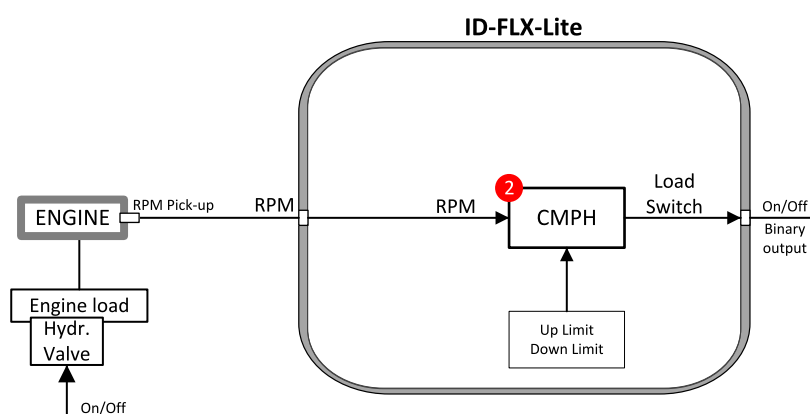 ID-FLX-Lite
ENGINE
RPM Pick-up
RPM
RPM
2
CMPH
Load
Switch
On/Off
Binary
output
Engine load
Hydr.
Valve
Up Limit
Down Limit
On/Off